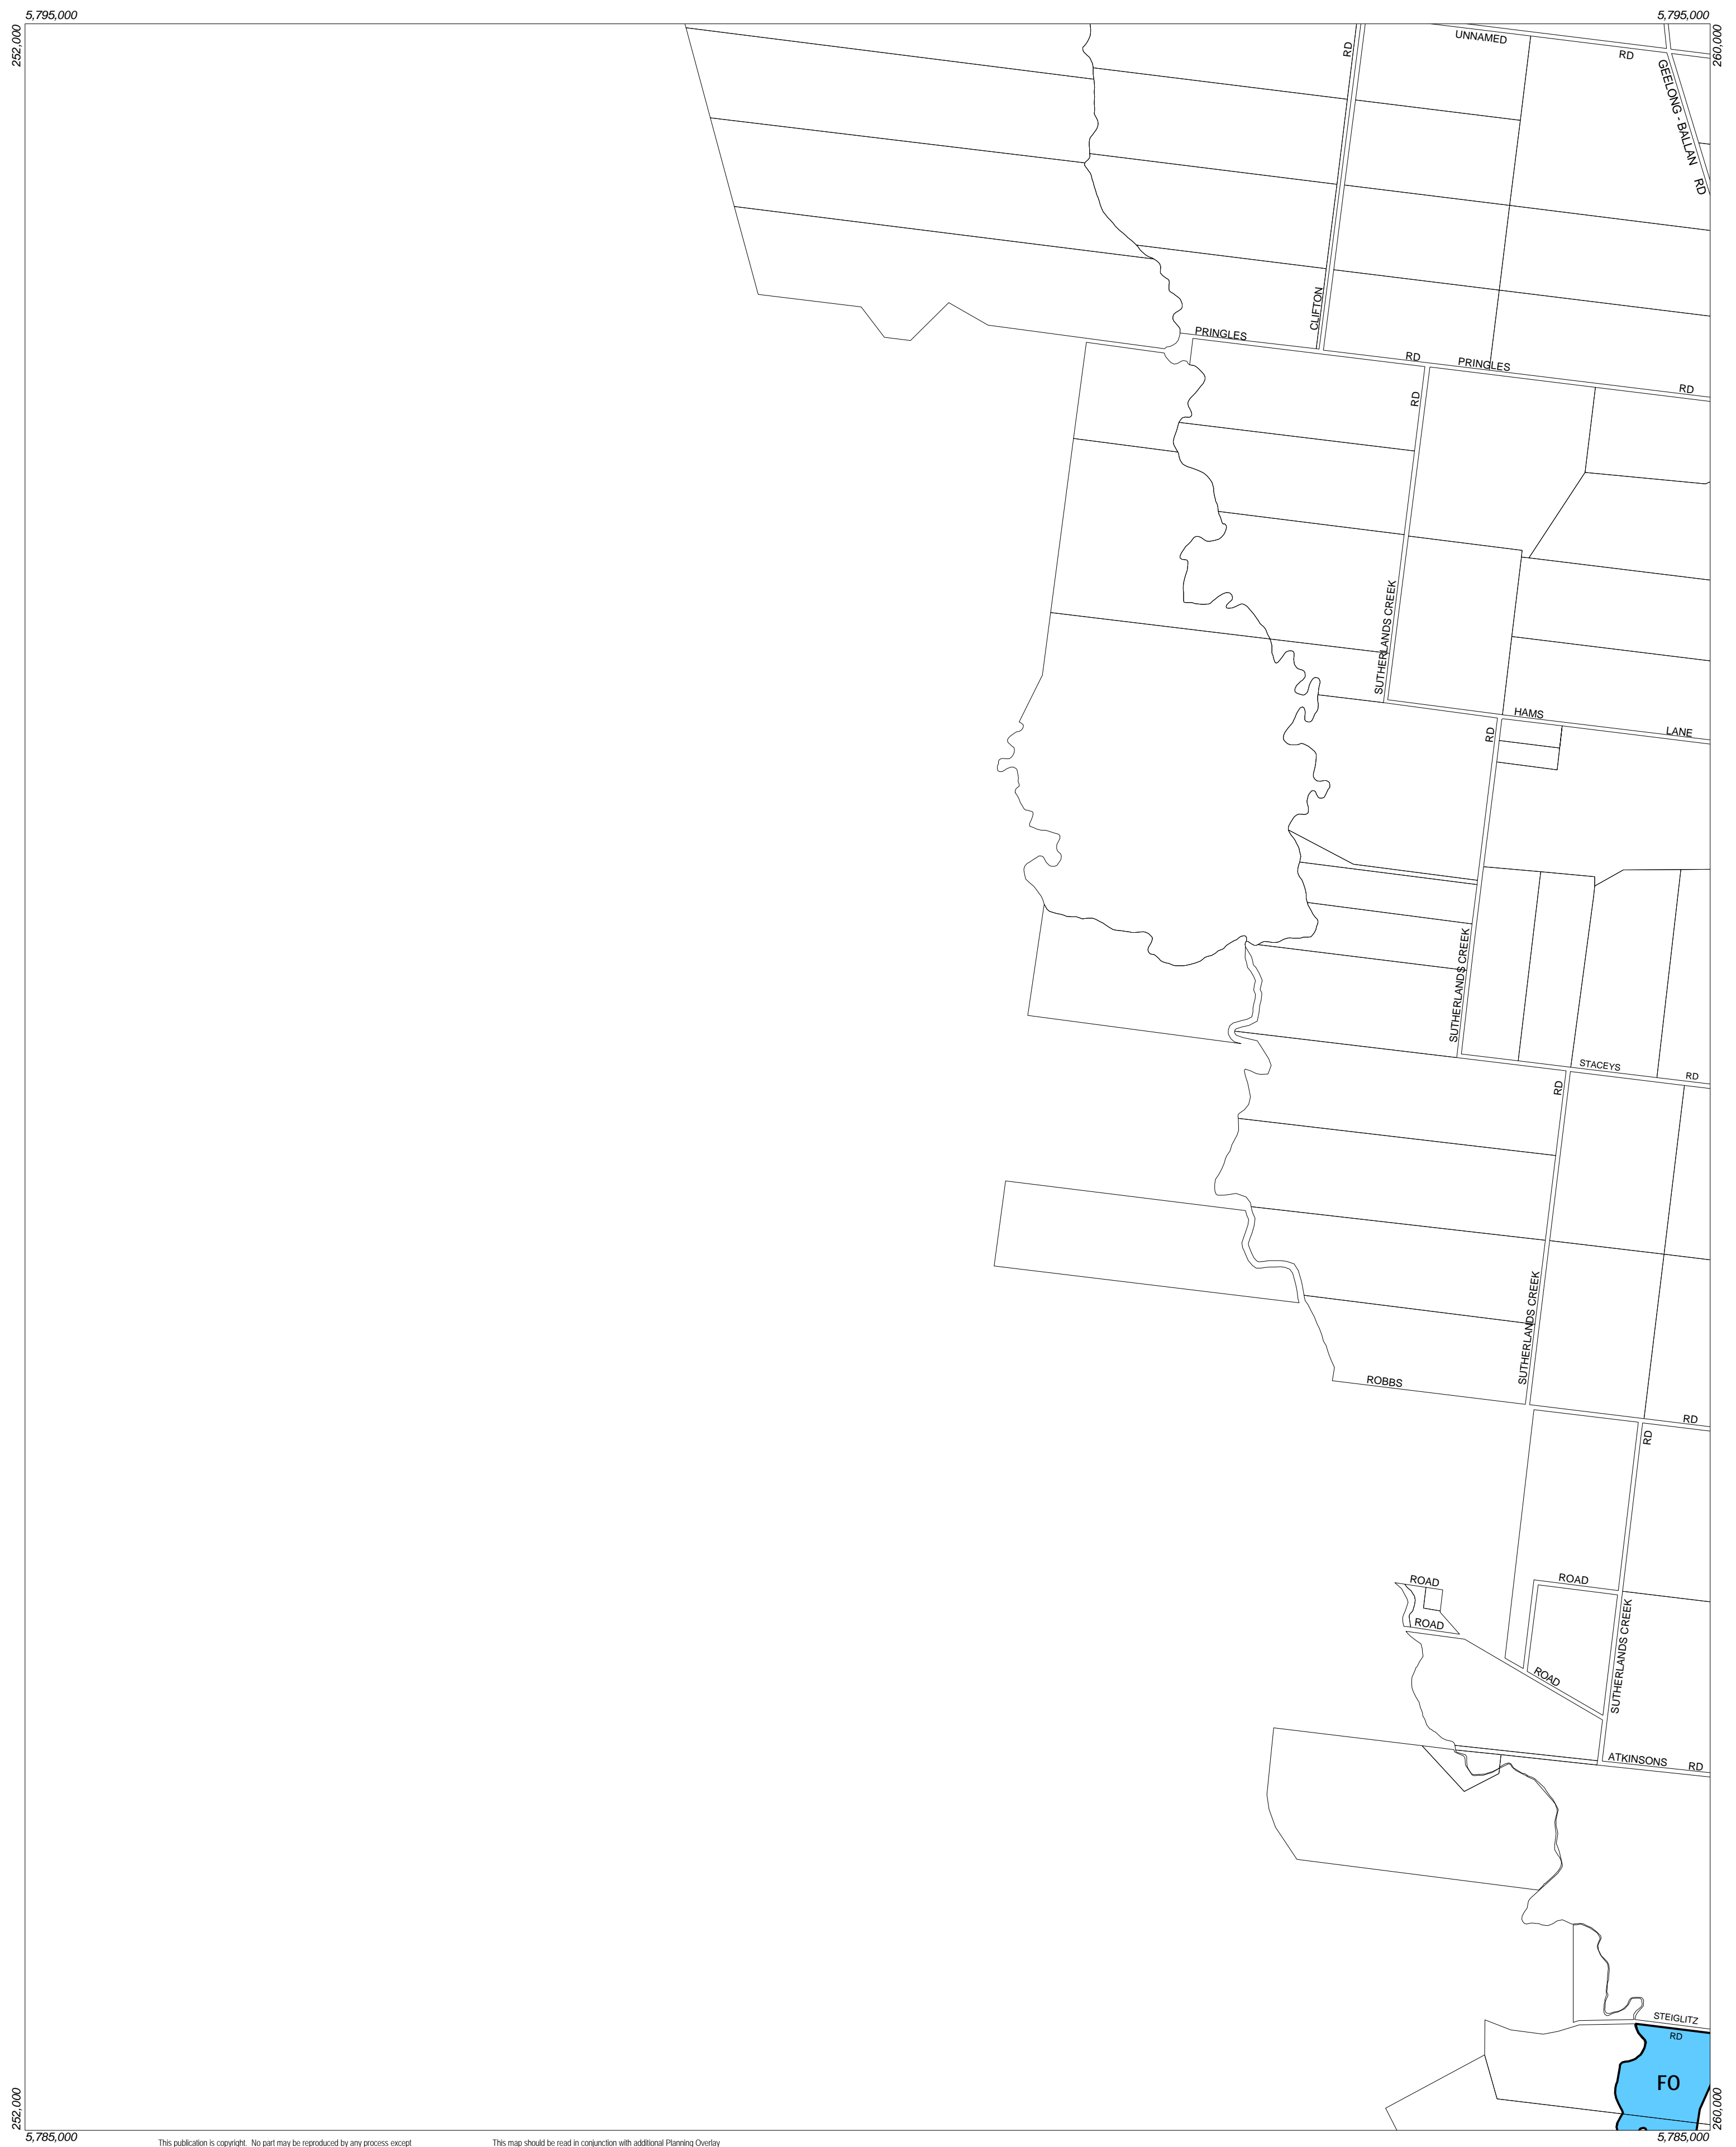 5,795,000
5,795,000
252,000
260,000
UNNAMED
RD
RD
GEELONG - BALLAN RD
CLIFTON
PRINGLES
RD
PRINGLES
RD
RD
SUTHERLANDS CREEK
HAMS
LANE
RD
SUTHERLANDS CREEK
STACEYS
RD
RD
SUTHERLANDS CREEK
ROBBS
RD
RD
ROAD
ROAD
ROAD
SUTHERLANDS CREEK
ROAD
ATKINSONS
RD
STEIGLITZ
RD
FO
252,000
260,000
5,785,000
5,785,000
This publication is copyright. No part may be reproduced by any process except
This map should be read in conjunction with additional Planning Overlay